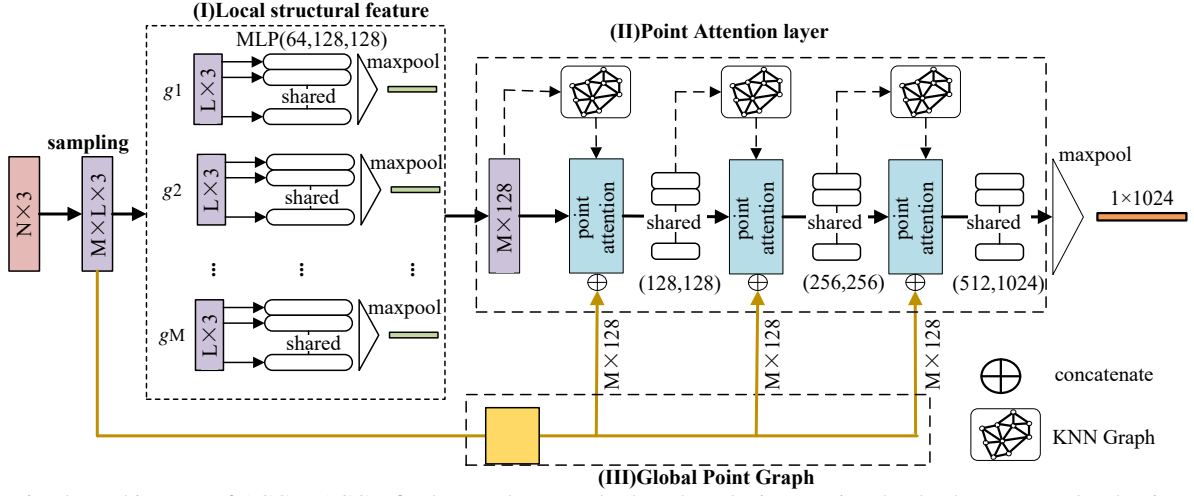 (I)Local structural feature
MLP(64,128,128)
maxpool
(II)Point Attention layer
g1
L×3
shared
sampling
maxpool
maxpool
N×3
M×L×3
g2
L×3
shared
M×128
point attention
shared
point attention
shared
point attention
shared
1×1024
...
...
...
(128,128)
(256,256)
(512,1024)
maxpool
gM
L×3
shared
M×128
M×128
M×128
concatenate
KNN Graph
(III)Global Point Graph